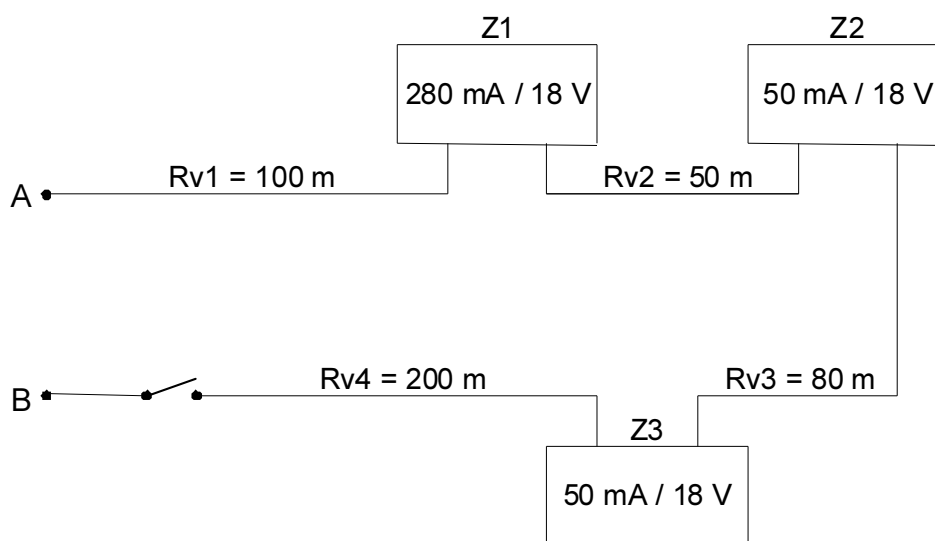 Z1
Z2
280 mA / 18 V
50 mA / 18 V
Rv1 = 100 m
Rv2 = 50 m
A
Rv4 = 200 m
Rv3 = 80 m
B
Z3
50 mA / 18 V